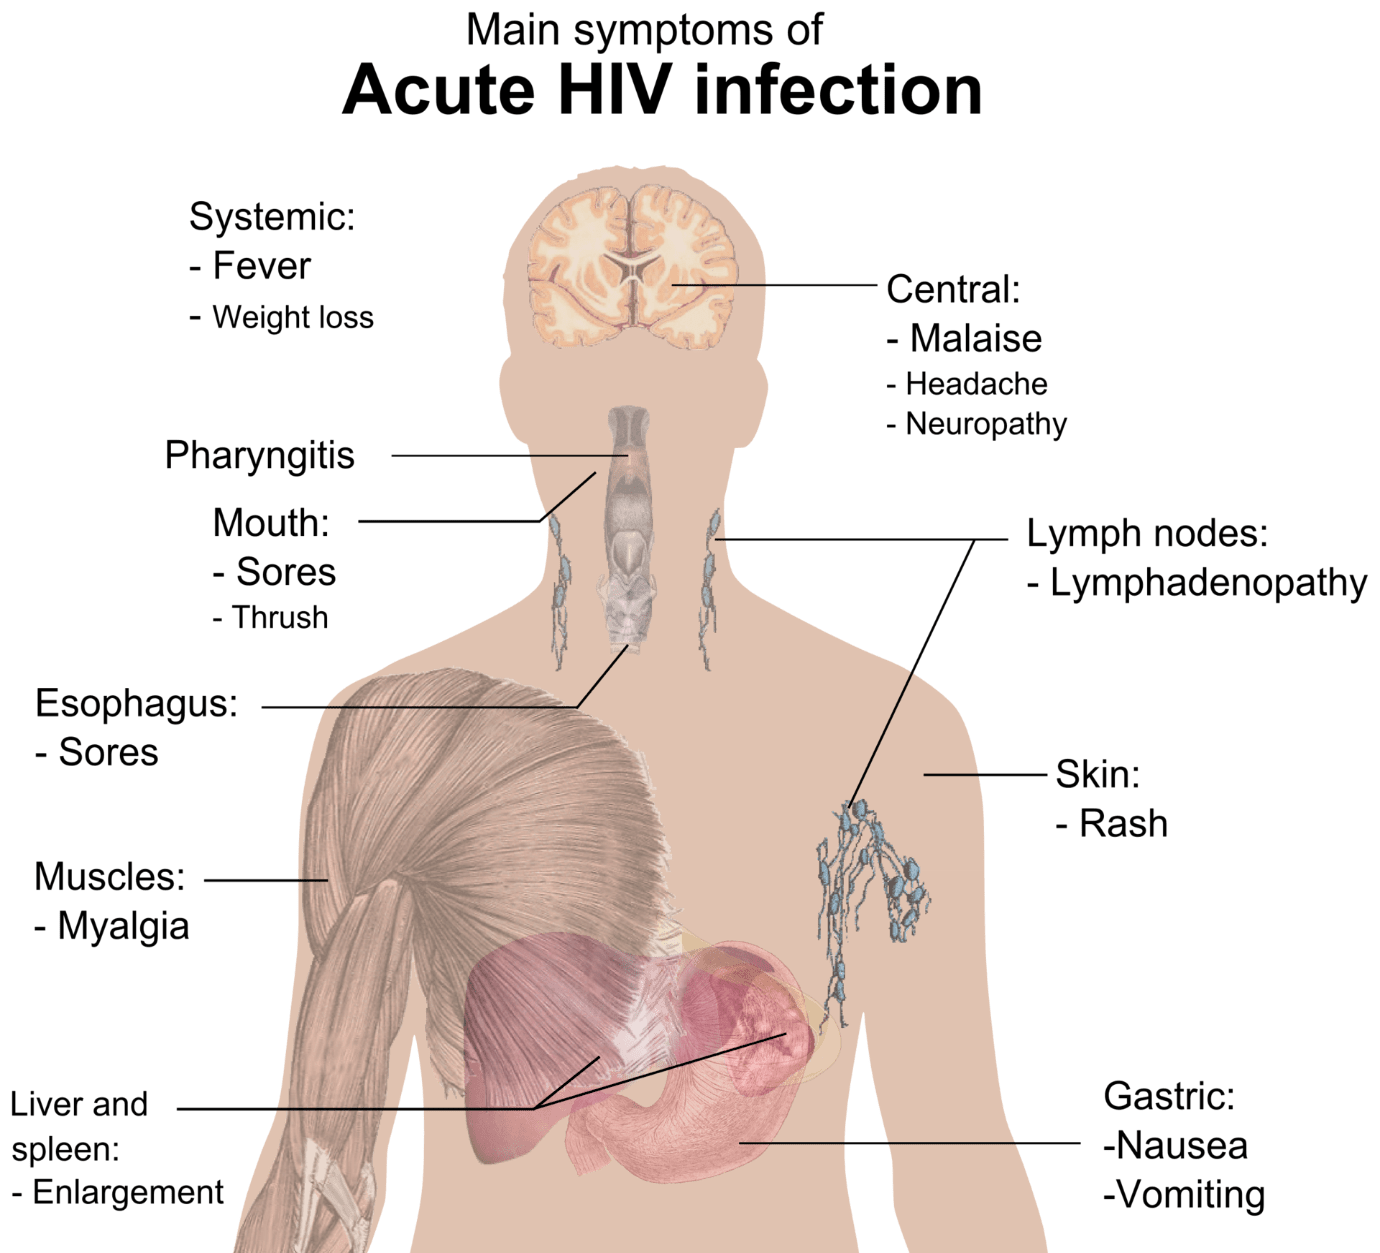 Main symptoms of
Acute HIV infection
Systemic:
- Fever
- Weight loss
Central:
- Malaise
- Headache
- Neuropathy
Pharyngitis
Mouth:
- Sores
- Thrush
Lymph nodes:
- Lymphadenopathy
Esophagus:
- Sores
Skin:
- Rash
Muscles:
- Myalgia
Liver and
spleen:
- Enlargement
Gastric:
-Nausea
-Vomiting